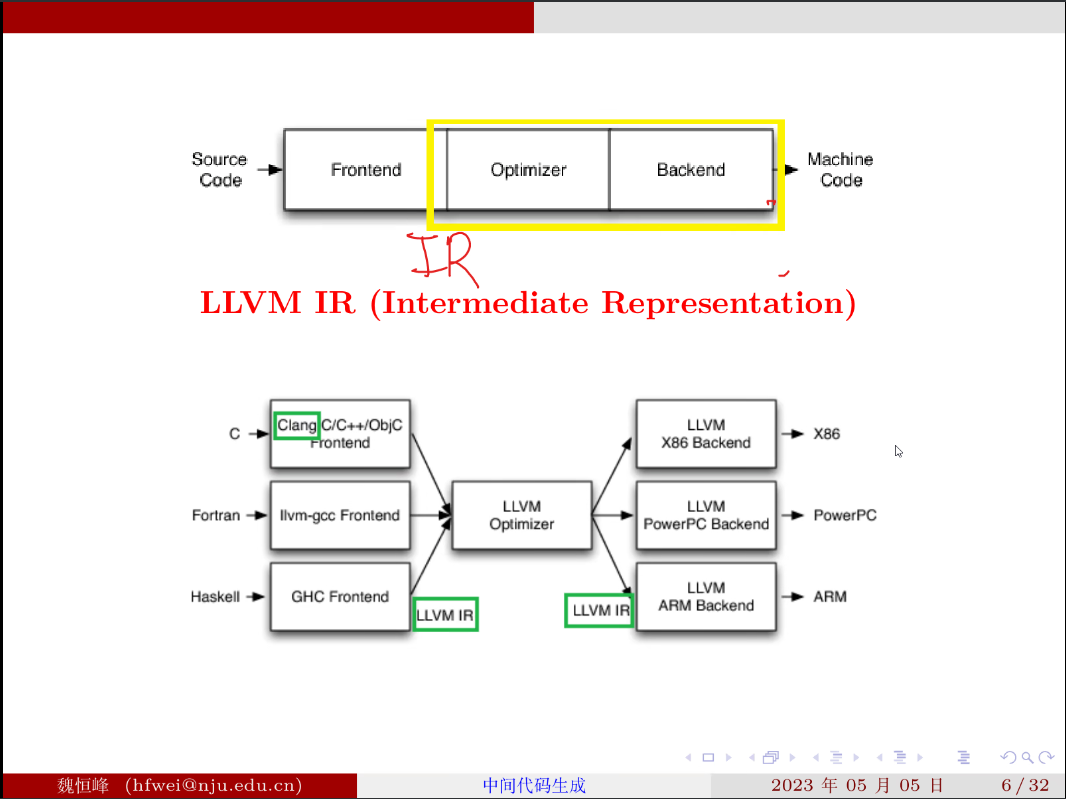 Source
Code
Frontend
Optimizer
Backend
Machine
Code
IR
LLVM IR (Intermediate Representation)
C
Clang C/C++/ObjC
Frontend
LLVM
X86 Backend
X86
Fortran
llvm-gcc Frontend
LLVM
Optimizer
LLVM
PowerPC Backend
PowerPC
Haskell
GHC Frontend
LLVM IR
LLVM IR
LLVM
ARM Backend
ARM
魏恒峰 (hfwei@nju.edu.cn)
中间代码生成
2023 年 05 月 05 日
6 / 32